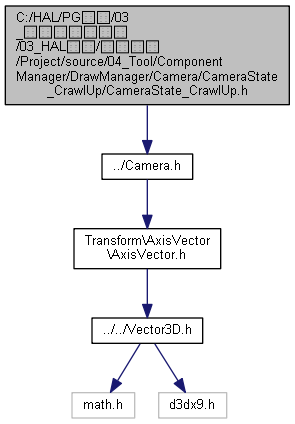 C:/HAL/PG□□/03
_□□□□□□□
/03_HAL□□/□□□□□
/Project/source/04_Tool/Component
Manager/DrawManager/Camera/CameraState
_CrawlUp/CameraState_CrawlUp.h
../Camera.h
Transform\AxisVector
\AxisVector.h
../../Vector3D.h
math.h
d3dx9.h